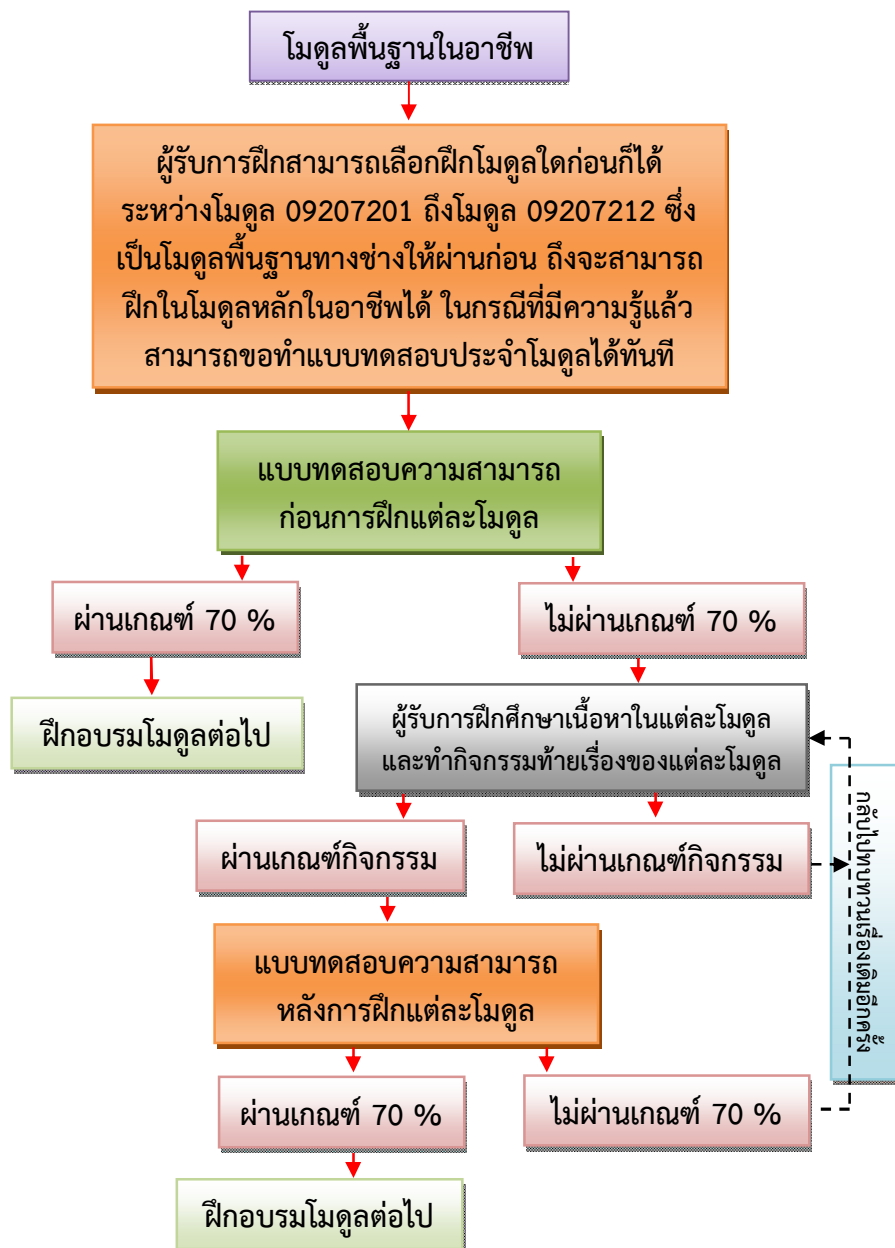 โมดูลพื้นฐานในอาชีพ
ผู้รับการฝึกสามารถเลือกฝึกโมดูลใดก่อนก็ได้
ระหว่างโมดูล 09207201 ถึงโมดูล 09207212 ซึ่ง
เป็นโมดูลพื้นฐานทางช่างให้ผ่านก่อน ถึงจะสามารถ
ฝึกในโมดูลหลักในอาชีพได้ ในกรณีที่มีความรู้แล้ว
สามารถขอทำแบบทดสอบประจำโมดูลได้ทันที
แบบทดสอบความสามารถ
ก่อนการฝึกแต่ละโมดูล
ผ่านเกณฑ์ 70 %
ไม่ผ่านเกณฑ์ 70 %
ฝึกอบรมโมดูลต่อไป
ผู้รับการฝึกศึกษาเนื้อหาในแต่ละโมดูล
และทำกิจกรรมท้ายเรื่องของแต่ละโมดูล
ผ่านเกณฑ์กิจกรรม
ไม่ผ่านเกณฑ์กิจกรรม
กลับไปทบทวนเรื่องเดิมอีกครั้ง
แบบทดสอบความสามารถ
หลังการฝึกแต่ละโมดูล
ผ่านเกณฑ์ 70 %
ไม่ผ่านเกณฑ์ 70 %
ฝึกอบรมโมดูลต่อไป